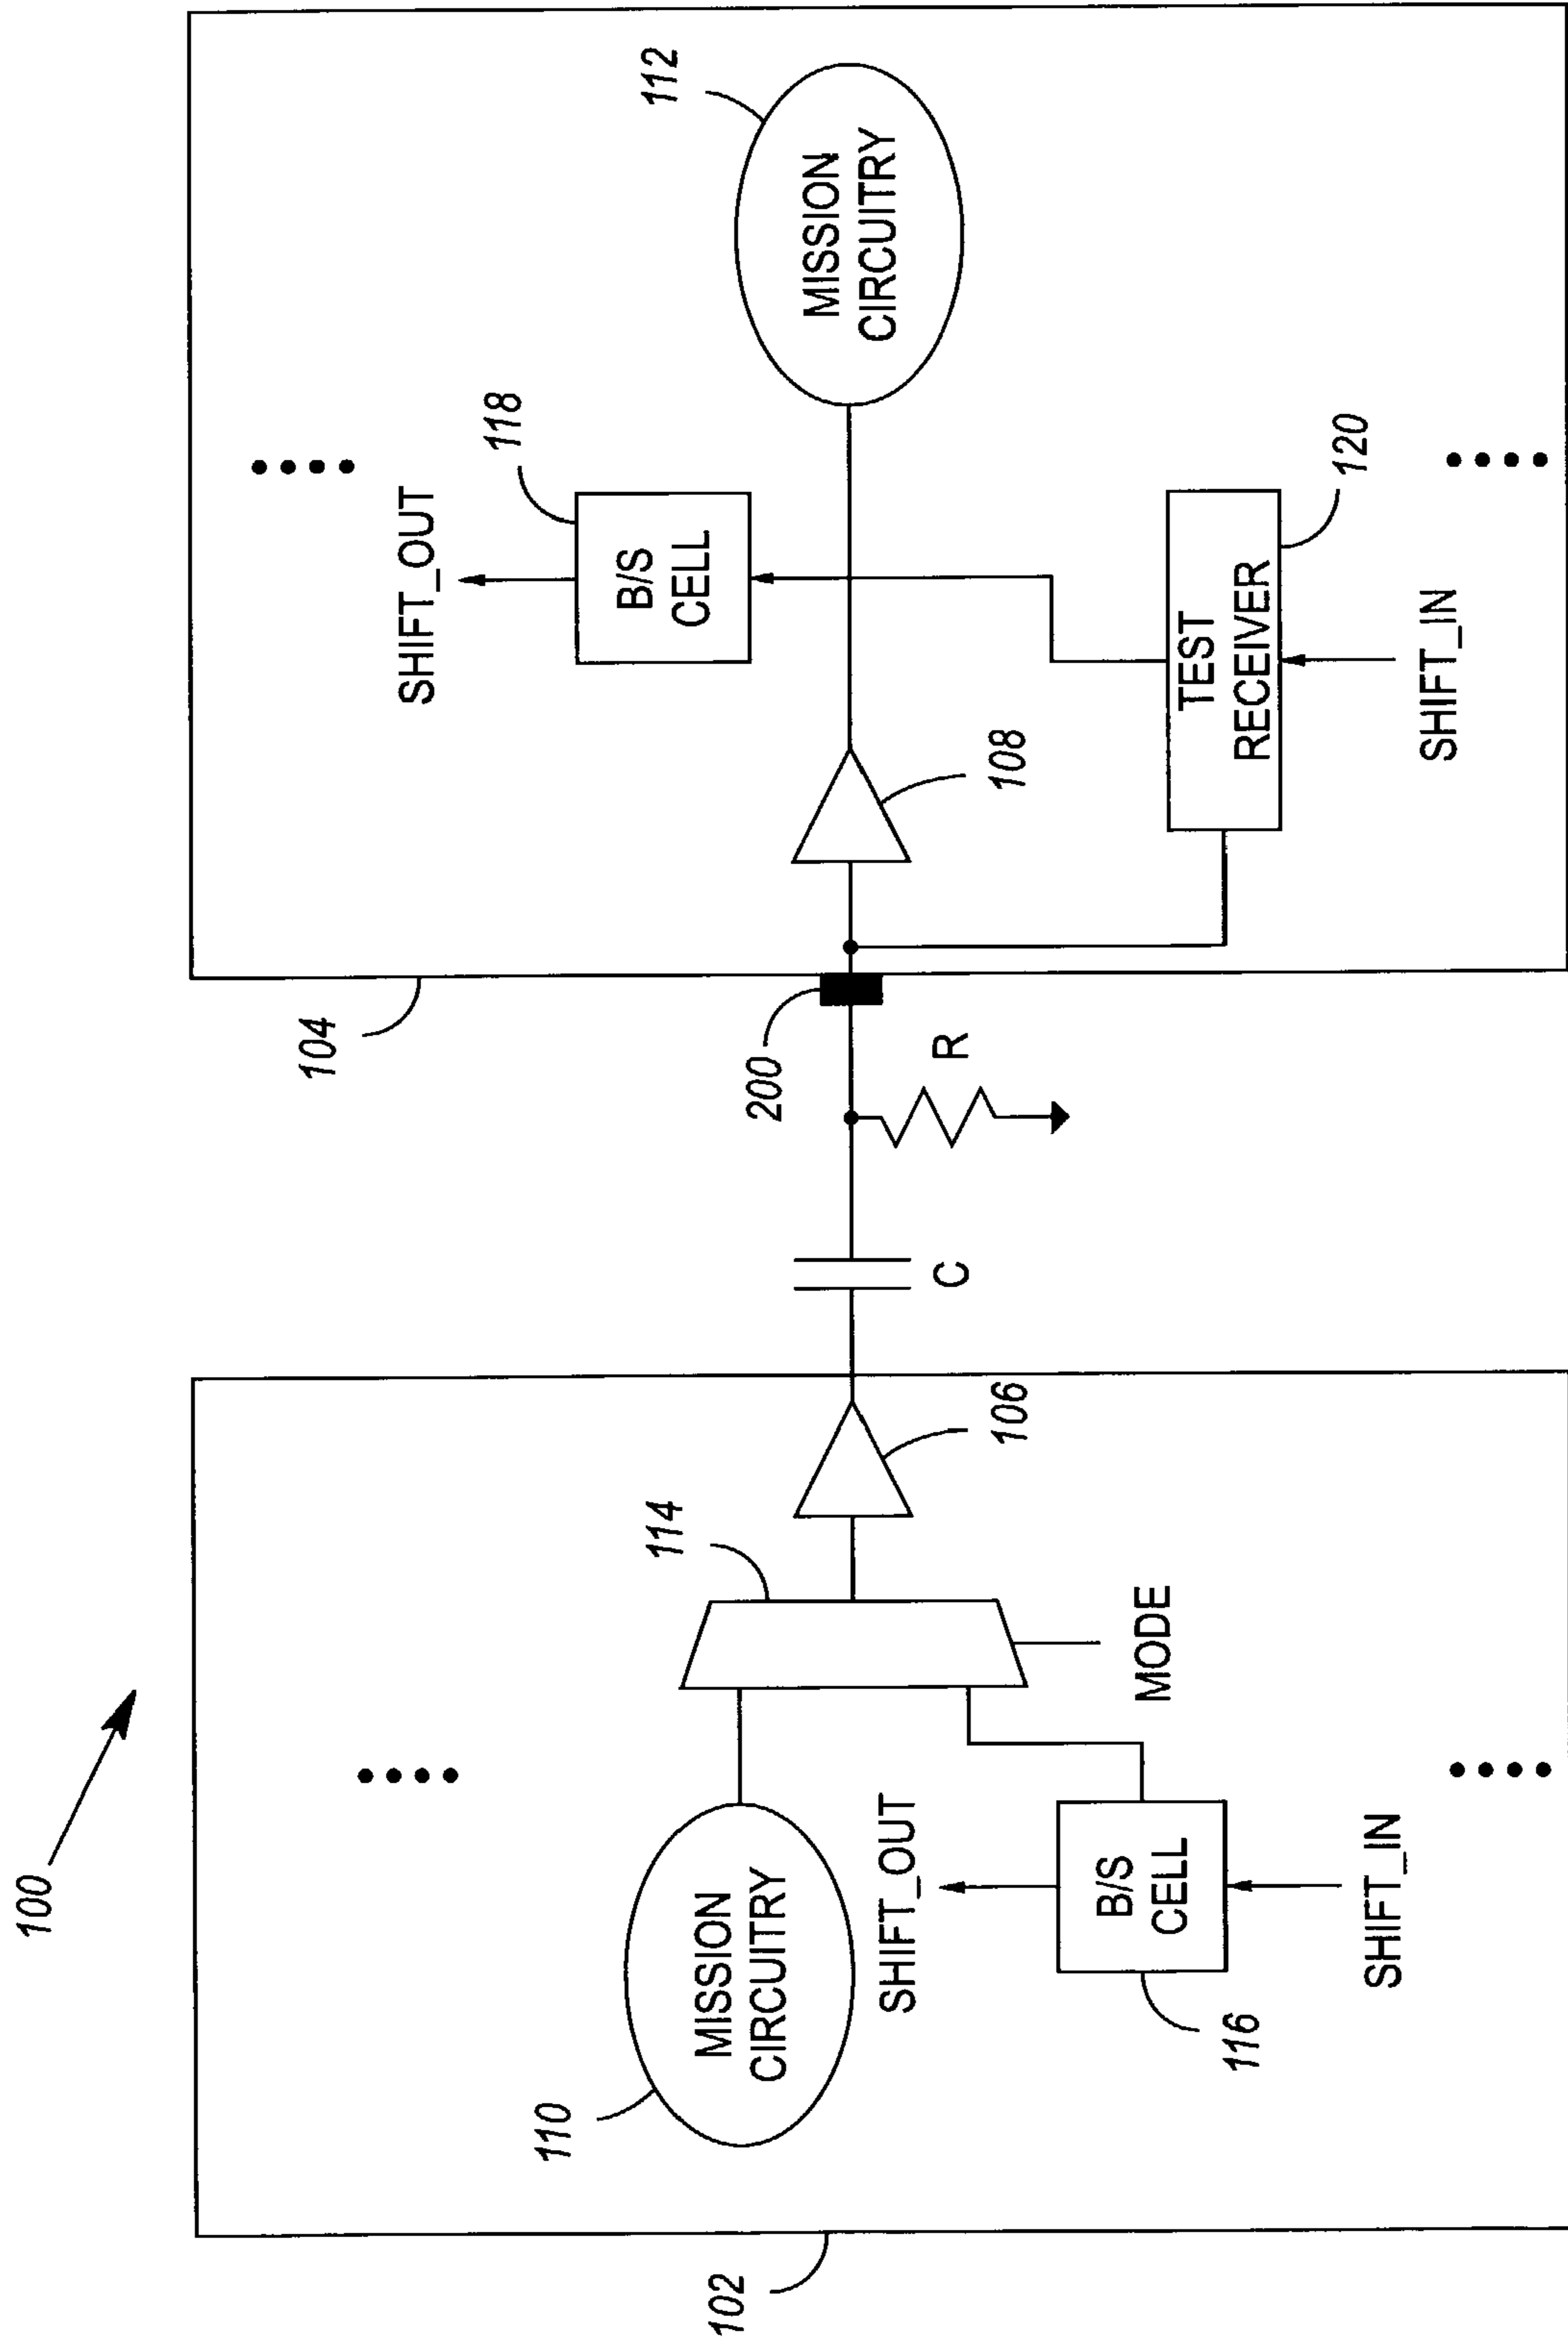 100
102
110
MISSION
CIRCUITRY
114
106
SHIFT_OUT
B/S
CELL
116
SHIFT_IN
MODE
C
R
200
104
SHIFT_OUT
118
B/S
CELL
112
MISSION
CIRCUITRY
108
TEST
RECEIVER
120
SHIFT_IN